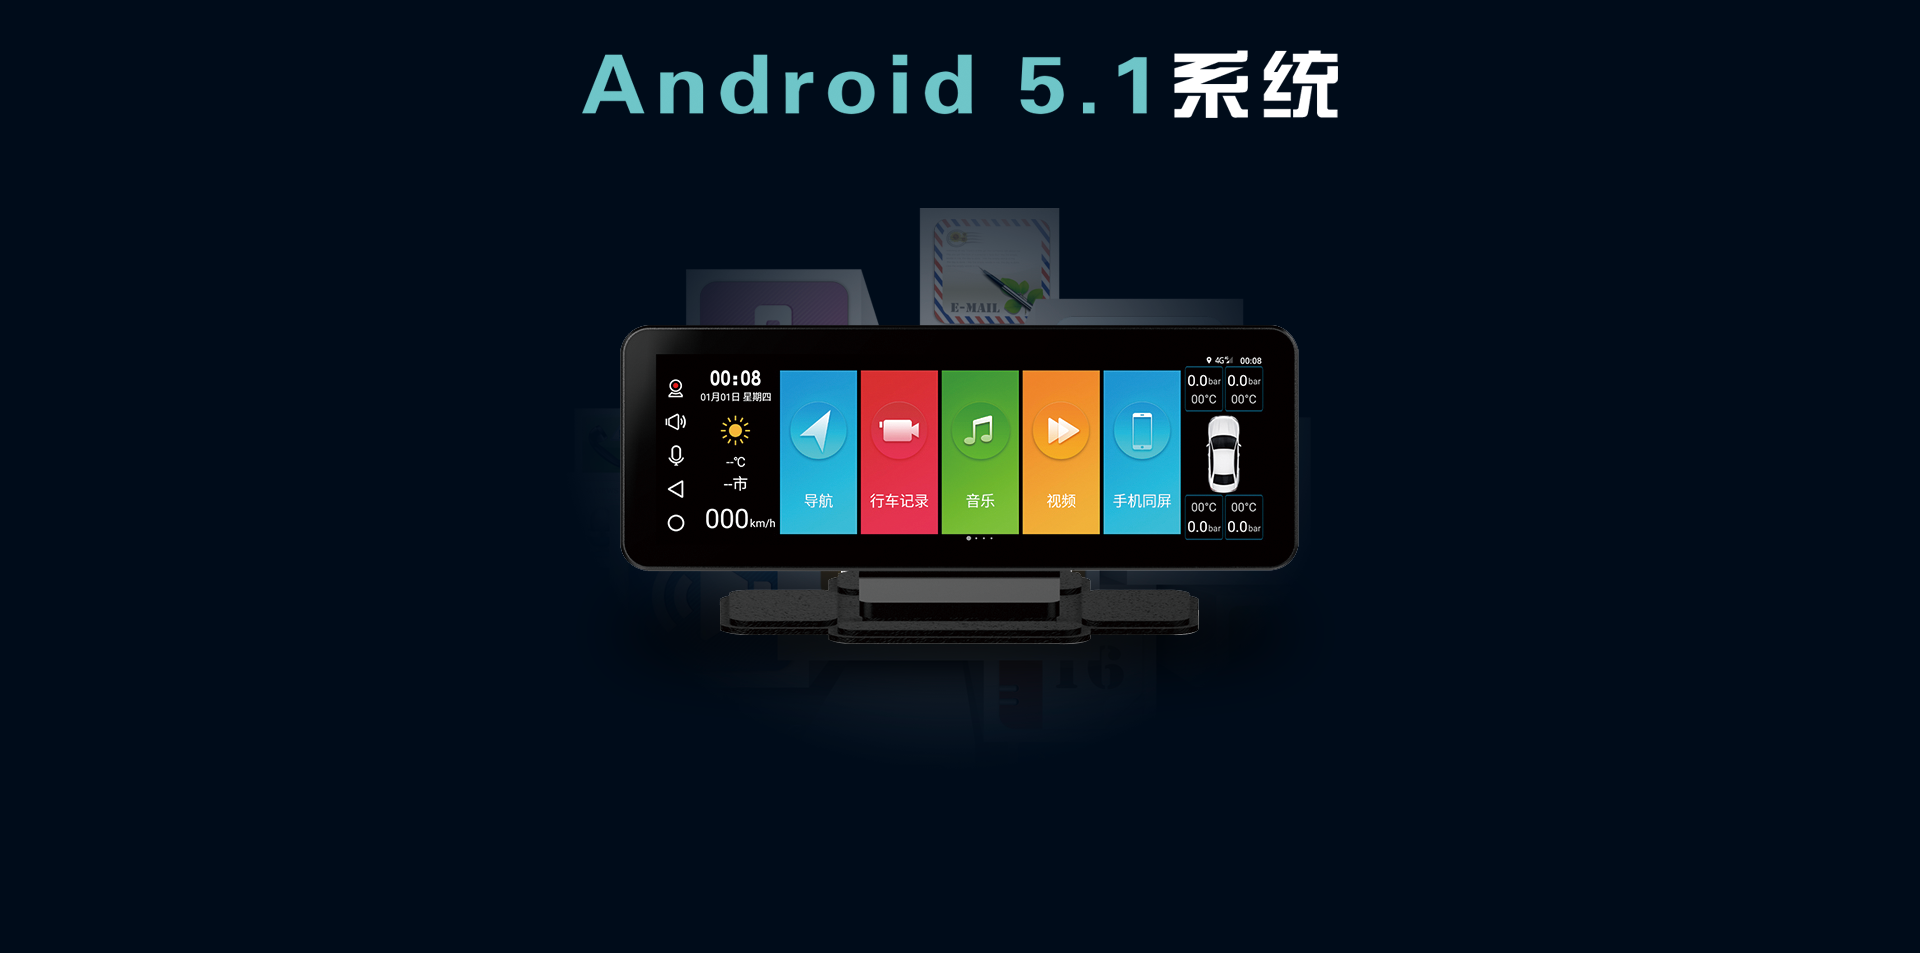 Android 5.1系统
E-MAIL
4G 00:08
00:08
01月01日 星期四
--℃
--市
000km/h
导航
行车记录
音乐
视频
手机同屏
0.0bar 0.0bar
00°C 00°C
00°C 00°C
0.0bar 0.0bar
16